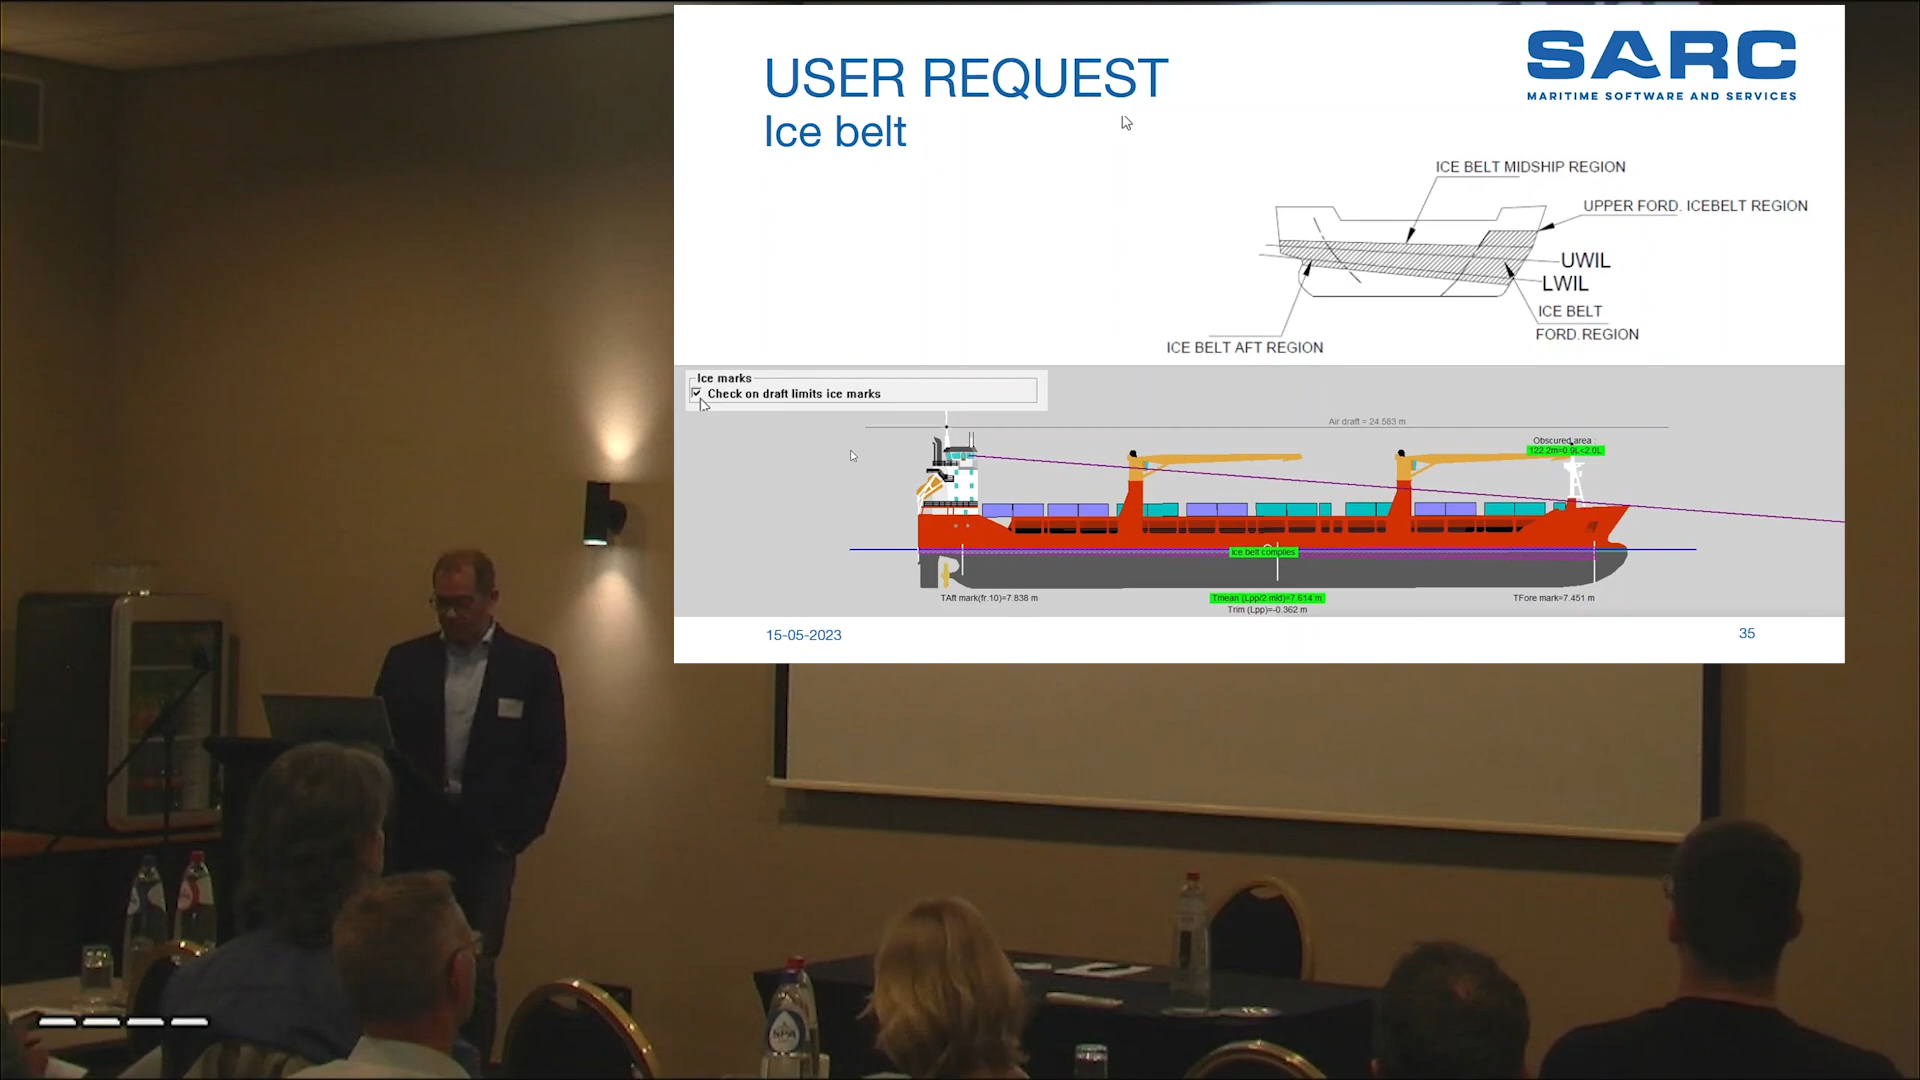 USER REQUEST
Ice belt
SARC
MARITIME SOFTWARE AND SERVICES
ICE BELT MIDSHIP REGION
UPPER FORD. ICEBELT REGION
UWIL
LWIL
ICE BELT
FORD.REGION
ICE BELT AFT REGION
Ice marks
Check on draft limits ice marks
Air draft = 24.583 m
Obscured area :
122.2m=0.9L<2.0L
Ice belt complies
TAft mark(fr.10)=7.838 m
Tmean (Lpp/2 mld)=7.614 m
TFore mark=7.451 m
Trim (Lpp)=-0.362 m
15-05-2023
35
SPA